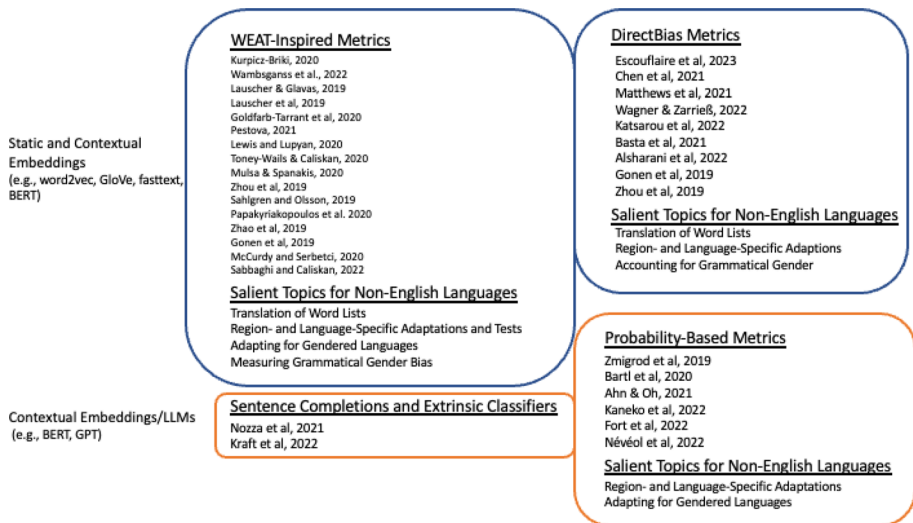 Static and Contextual
Embeddings
(e.g., word2vec, GloVe, fasttext,
BERT)
WEAT-Inspired Metrics
Kurpicz-Briki, 2020
Wambsganss et al., 2022
Lauscher & Glavas, 2019
Lauscher et al, 2019
Goldfarb-Tarrant et al, 2020
Pestova, 2021
Lewis and Lupyan, 2020
Toney-Wails & Caliskan, 2020
Mulsa & Spanakis, 2020
Zhou et al, 2019
Sahlgren and Olsson, 2019
Papakyriakopoulos et al. 2020
Zhao et al, 2019
Gonen et al, 2019
McCurdy and Serbetci, 2020
Sabbaghi and Caliskan, 2022
Salient Topics for Non-English Languages
Translation of Word Lists
Region- and Language-Specific Adaptations and Tests
Adapting for Gendered Languages
Measuring Grammatical Gender Bias
DirectBias Metrics
Escouflaire et al, 2023
Chen et al, 2021
Matthews et al, 2021
Wagner & Zarrieß, 2022
Katsarou et al, 2022
Basta et al, 2021
Alsharani et al, 2022
Gonen et al, 2019
Zhou et al, 2019
Salient Topics for Non-English Languages
Translation of Word Lists
Region- and Language-Specific Adaptions
Accounting for Grammatical Gender
Contextual Embeddings/LLMs
(e.g., BERT, GPT)
Sentence Completions and Extrinsic Classifiers
Nozza et al, 2021
Kraft et al, 2022
Probability-Based Metrics
Zmigrod et al, 2019
Bartl et al, 2020
Ahn & Oh, 2021
Kaneko et al, 2022
Fort et al, 2022
Névéol et al, 2022
Salient Topics for Non-English Languages
Region- and Language-Specific Adaptations
Adapting for Gendered Languages